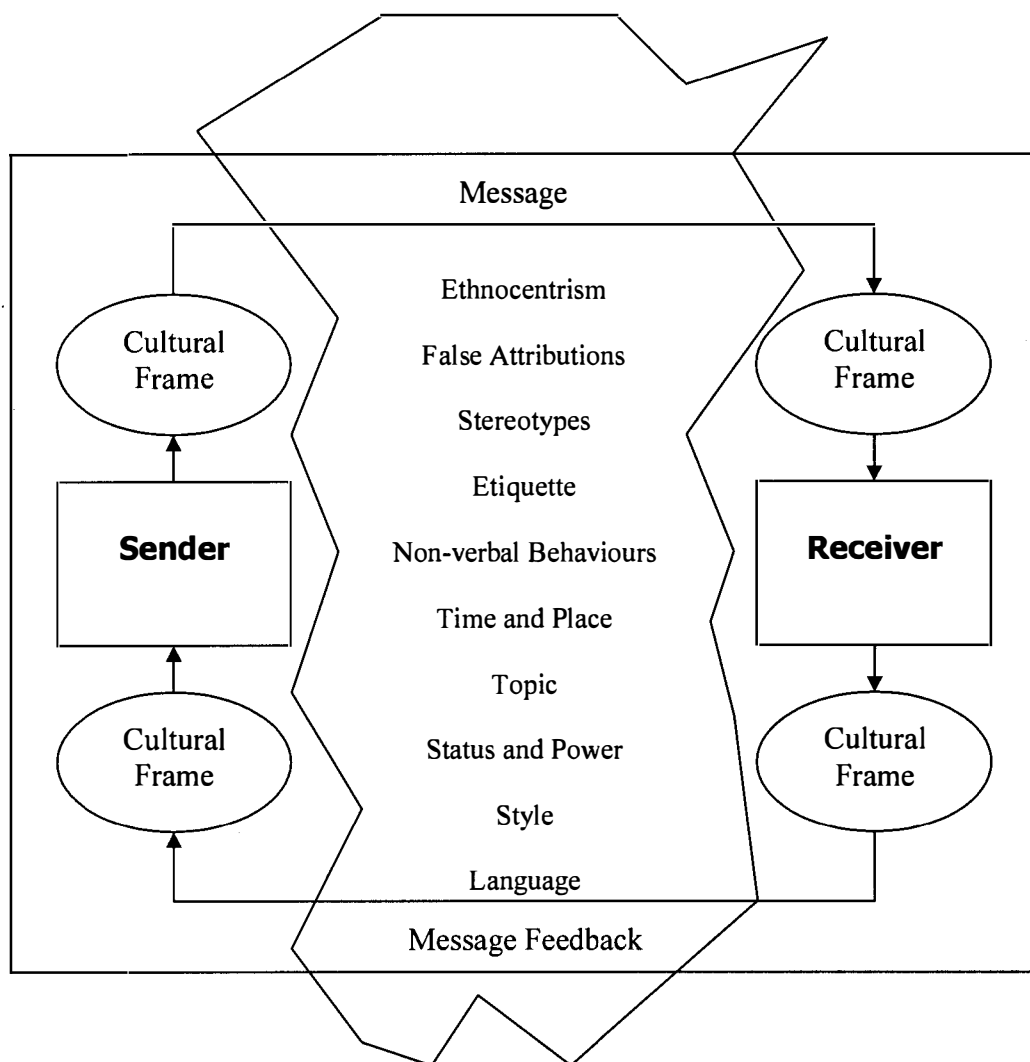 Message
Ethnocentrism
Cultural
Frame
False Attributions
Cultural
Frame
Stereotypes
Etiquette
Sender
Non-verbal Behaviours
Receiver
Time and Place
Topic
Cultural
Frame
Status and Power
Cultural
Frame
Style
Language
Message Feedback